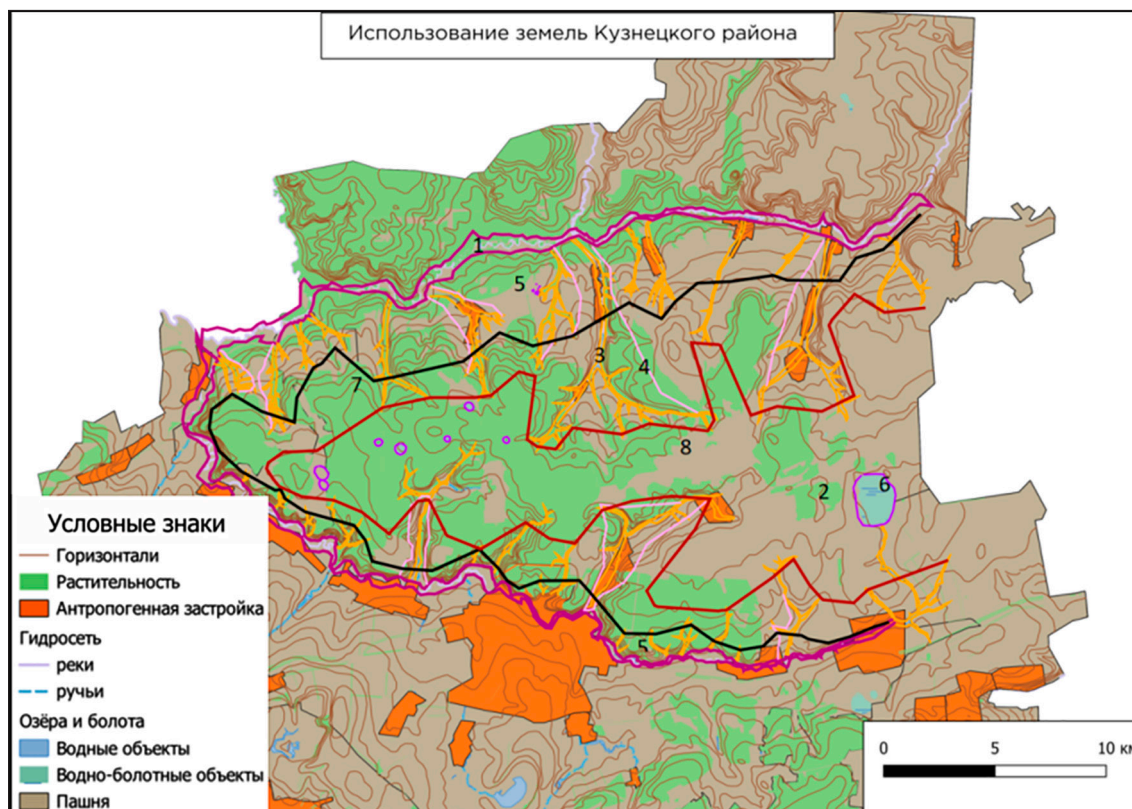 Использование земель Кузнецкого района
1
5
3
4
7
8
2
6
5
Условные знаки
Горизонтали
Растительность
Антропогенная застройка
Гидросеть
реки
ручьи
Озёра и болота
Водные объекты
Водно-болотные объекты
Пашня
0 5 10 км